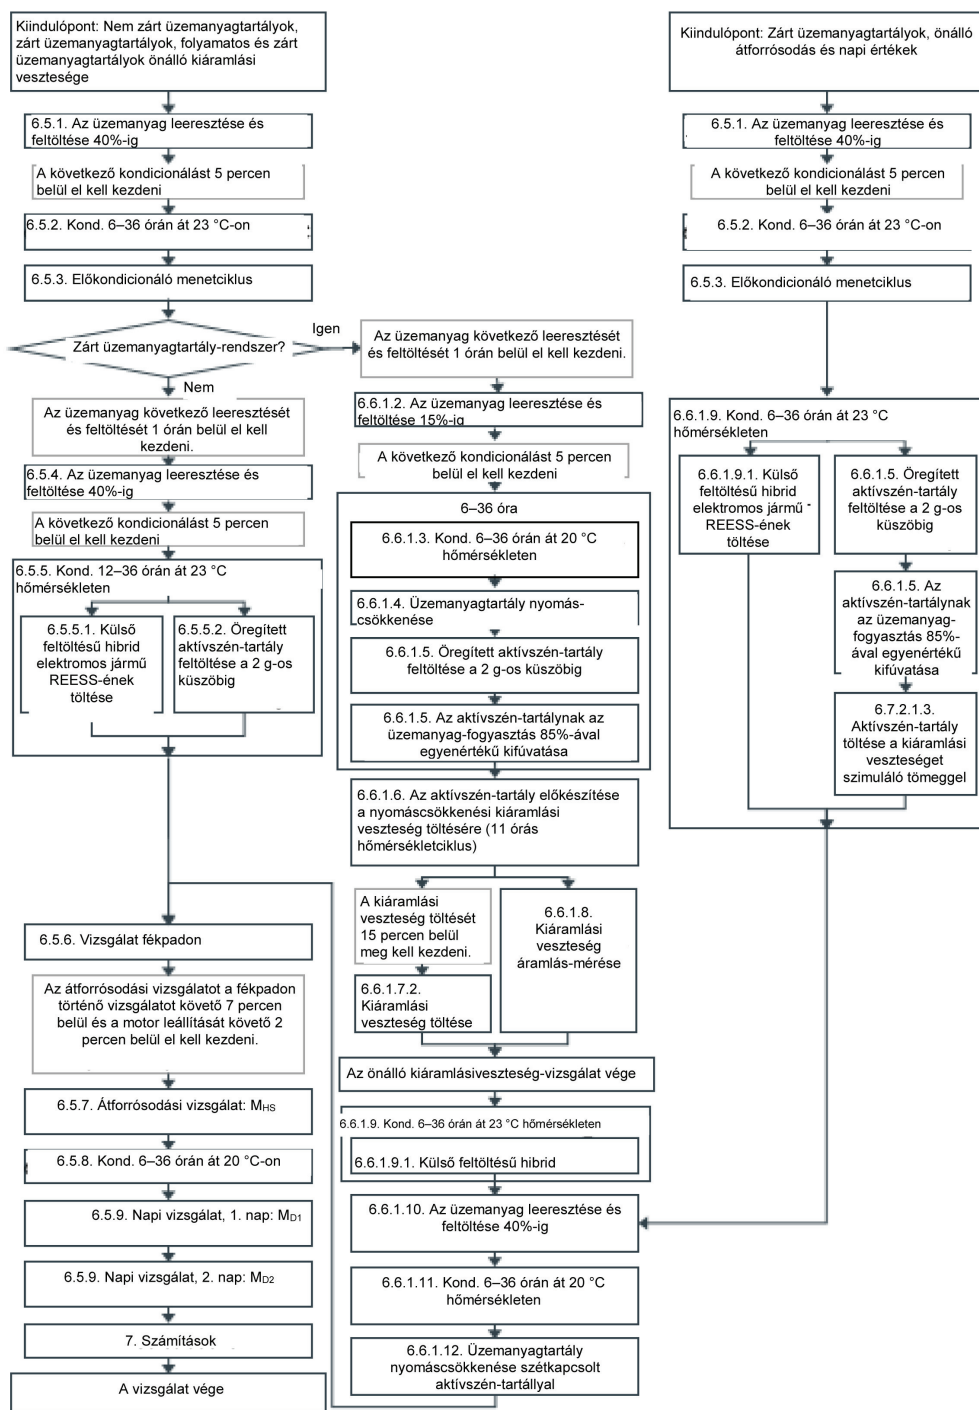 Kiindulópont: Nem zárt üzemanyagtartályok,
zárt üzemanyagtartályok, folyamatos és zárt
üzemanyagtartályok önálló kiáramlási
vesztesége
6.5.1. Az üzemanyag leeresztése és
feltöltése 40%-ig
A következő kondicionálást 5 percen
belül el kell kezdeni
6.5.2. Kond. 6–36 órán át 23 °C-on
6.5.3. Előkondicionáló menetciklus
Zárt üzemanyagtartály-rendszer?
Igen
Nem
Az üzemanyag következő leeresztését
és feltöltését 1 órán belül el kell
kezdeni.
6.5.4. Az üzemanyag leeresztése és
feltöltése 40%-ig
A következő kondicionálást 5 percen
belül el kell kezdeni
6.5.5. Kond. 12–36 órán át 23 °C
hőmérsékleten
6.5.5.1. Külső
feltöltésű hibrid
elektromos jármű
REESS-ének
töltése
6.5.5.2. Öregített
aktívszén-tartály
feltöltése a 2 g-os
küszöbig
6.5.6. Vizsgálat fékpadon
Az átforrósodási vizsgálatot a fékpadon
történő vizsgálatot követő 7 percen
belül és a motor leállítását követő 2
percen belül el kell kezdeni.
6.5.7. Átforrósodási vizsgálat: MHS
6.5.8. Kond. 6–36 órán át 20 °C-on
6.5.9. Napi vizsgálat, 1. nap: MD1
6.5.9. Napi vizsgálat, 2. nap: MD2
7. Számítások
A vizsgálat vége
Az üzemanyag következő leeresztését
és feltöltését 1 órán belül el kell kezdeni.
6.6.1.2. Az üzemanyag leeresztése és
feltöltése 15%-ig
A következő kondicionálást 5 percen
belül el kell kezdeni
6–36 óra
6.6.1.3. Kond. 6–36 órán át 20 °C
hőmérsékleten
6.6.1.4. Üzemanyagtartály nyomás-
csökkenése
6.6.1.5. Öregített aktívszén-tartály
feltöltése a 2 g-os küszöbig
6.6.1.5. Az aktívszén-tartálynak az
üzemanyag-fogyasztás 85%-ával
egyenértékű kifúvatása
6.6.1.6. Az aktívszén-tartály előkészítése
a nyomáscsökkenési kiáramlási
veszteség töltésére (11 órás
hőmérsékletciklus)
A kiáramlási
veszteség töltését
15 percen belül
meg kell kezdeni.
6.6.1.7.2.
Kiáramlási
veszteség töltése
6.6.1.8.
Kiáramlási
veszteség
áramlás-mérése
Az önálló kiáramlásiveszteség-vizsgálat vége
6.6.1.9. Kond. 6–36 órán át 23 °C hőmérsékleten
6.6.1.9.1. Külső feltöltésű hibrid
6.6.1.10. Az üzemanyag leeresztése és
feltöltése 40%-ig
6.6.1.11. Kond. 6–36 órán át 20 °C
hőmérsékleten
6.6.1.12. Üzemanyagtartály
nyomáscsökkenése szétkapcsolt
aktívszén-tartállyal
Kiindulópont: Zárt üzemanyagtartályok, önálló
átforrósodás és napi értékek
6.5.1. Az üzemanyag leeresztése és
feltöltése 40%-ig
A következő kondicionálást 5 percen
belül el kell kezdeni
6.5.2. Kond. 6–36 órán át 23 °C-on
6.5.3. Előkondicionáló menetciklus
6.6.1.9. Kond. 6–36 órán át 23 °C
hőmérsékleten
6.6.1.9.1. Külső
feltöltésű hibrid
elektromos jármű
REESS-ének
töltése
6.6.1.5. Öregített
aktívszén-tartály
feltöltése a 2 g-os
küszöbig
6.6.1.5. Az
aktívszén-tartálynak
az üzemanyag-
fogyasztás 85%-
ával egyenértékű
kifúvatása
6.7.2.1.3.
Aktívszén-tartály
töltése a kiáramlási
veszteséget
szimuláló tömeggel